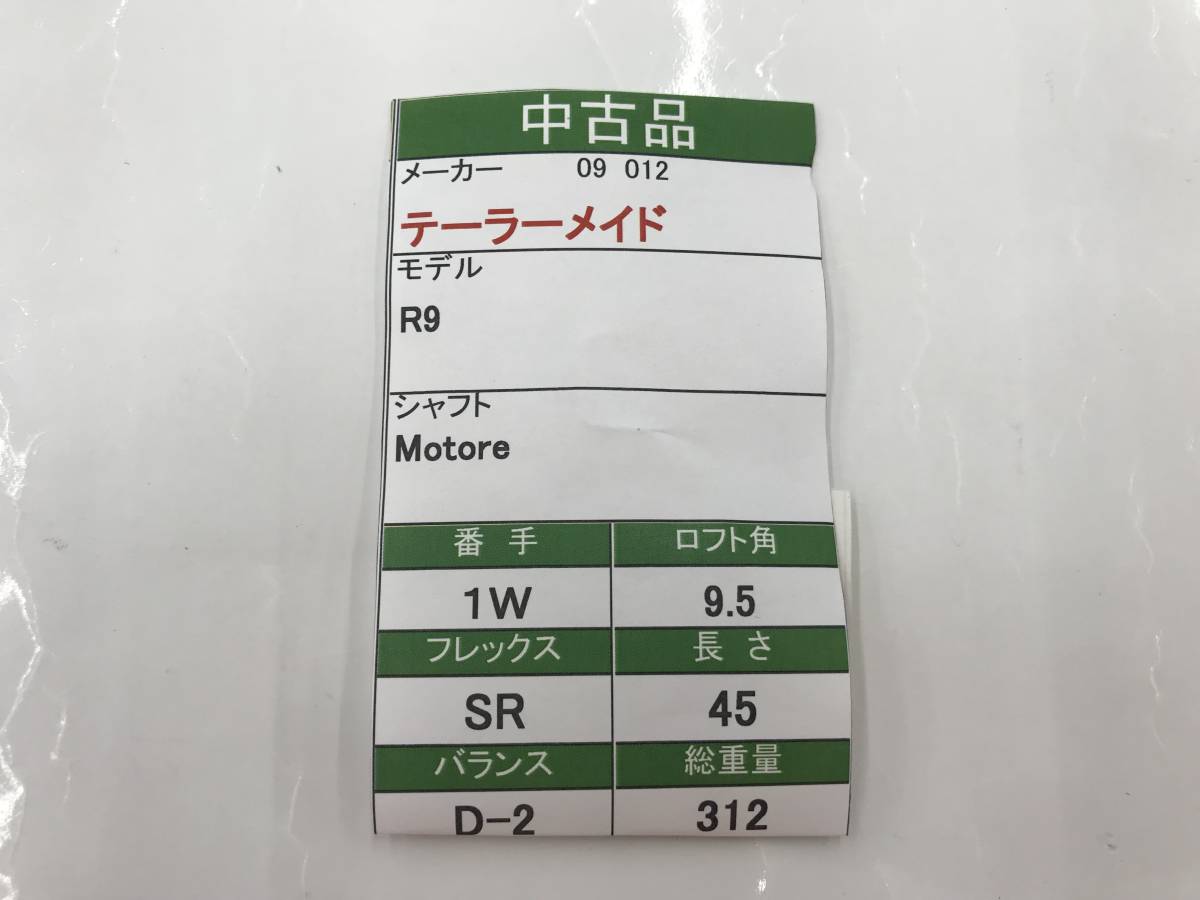 中古品
メーカー 09 012
テーラーメイド
モデル
R9
シャフト
Motore
番手 ロフト角
1W 9.5
フレックス 長さ
SR 45
バランス 総重量
D-2 312